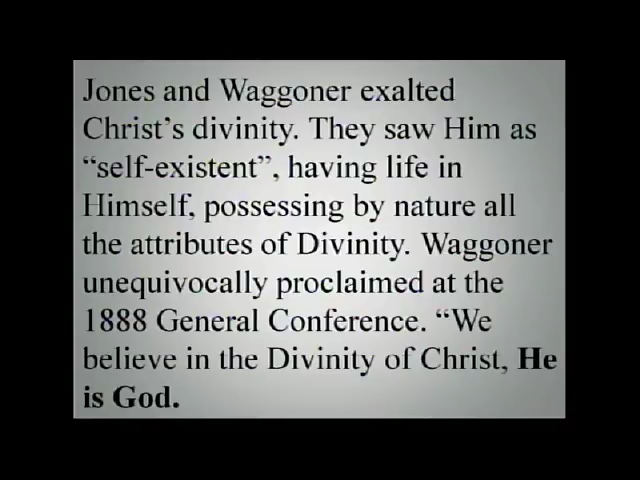 Jones and Waggoner exalted
Christ’s divinity. They saw Him as
“self-existent”, having life in
Himself, possessing by nature all
the attributes of Divinity. Waggoner
unequivocally proclaimed at the
1888 General Conference. “We
believe in the Divinity of Christ, He
is God.